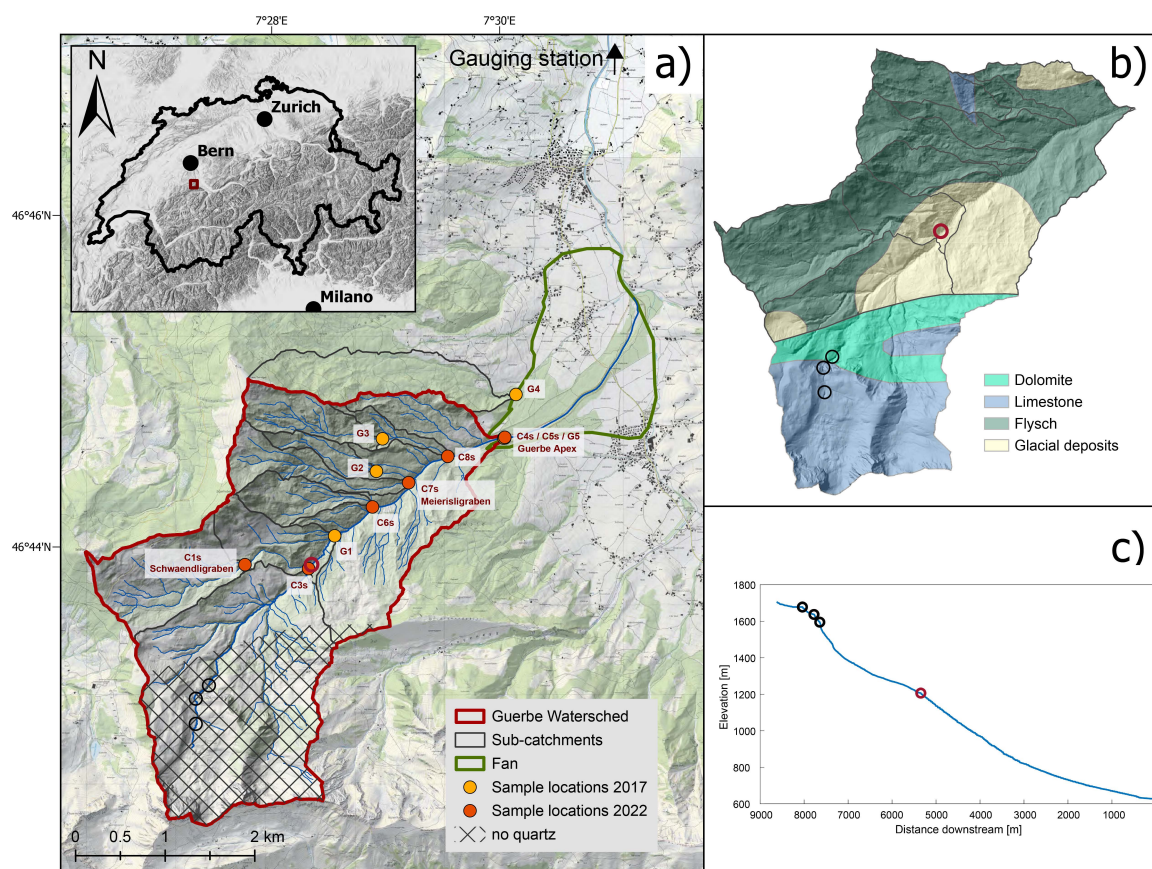 7°28'E
7°30'E
Gauging station
a)
N
Zurich
Bern
Milano
46°46'N
46°44'N
G4
G3
C4s / C5s / G5
Guerbe Apex
C8s
G2
C7s
Meierisligraben
C6s
G1
C1s
Schwaendligraben
C3s
Guerbe Watersched
Sub-catchments
Fan
Sample locations 2017
Sample locations 2022
no quartz
0 0.5 1 2 km
b)
Dolomite
Limestone
Flysch
Glacial deposits
c)
Elevation [m]
1800
1600
1400
1200
1000
800
600
9000 8000 7000 6000 5000 4000 3000 2000 1000
Distance downstream [m]